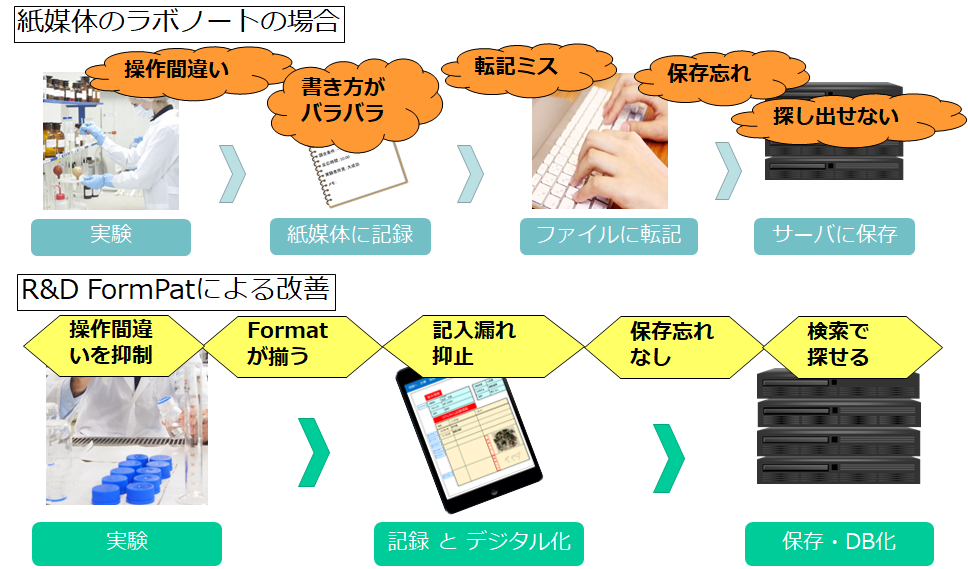 紙媒体のラボノートの場合
操作間違い
書き方が
バラバラ
転記ミス
保存忘れ
探し出せない
実験
紙媒体に記録
ファイルに転記
サーバに保存
R&D FormPatによる改善
操作間違
いを抑制
Format
が揃う
記入漏れ
抑止
保存忘れ
なし
検索で
探せる
実験
記録 と デジタル化
保存・DB化